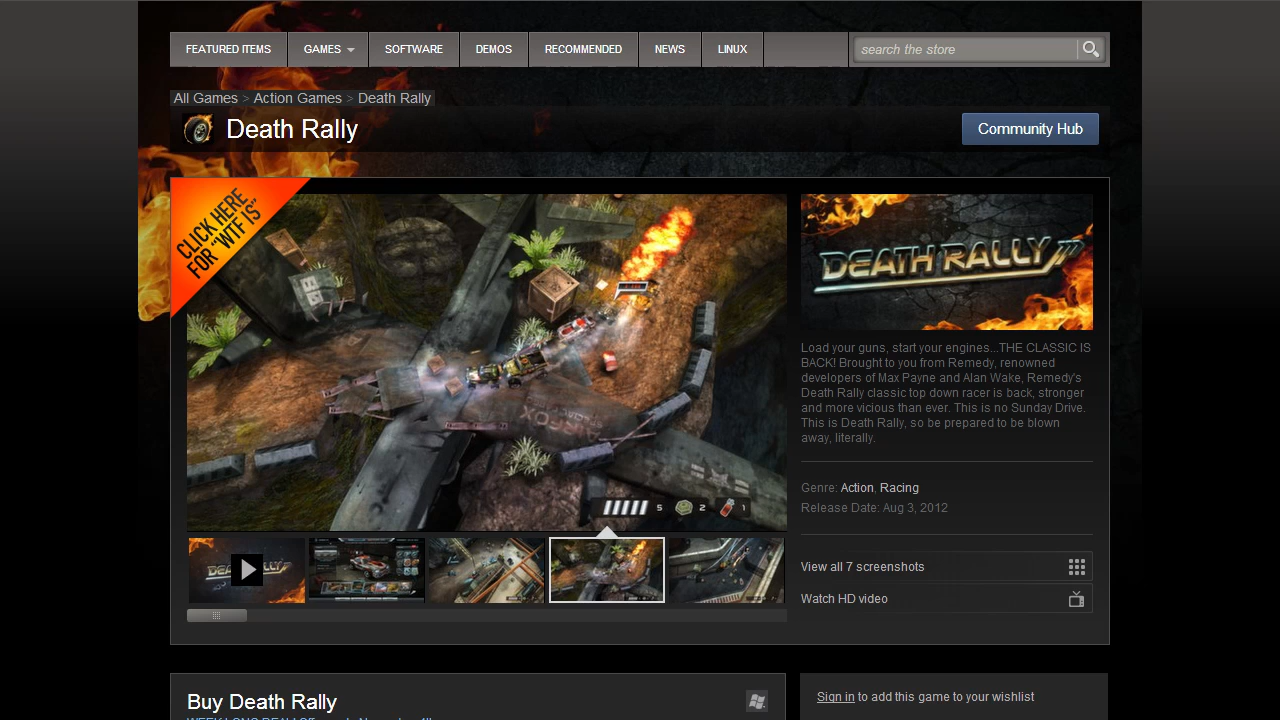 FEATURED ITEMS
GAMES
SOFTWARE
DEMOS
RECOMMENDED
NEWS
LINUX
search the store
All Games > Action Games > Death Rally
Death Rally
Community Hub
CLICK HERE
FOR "WTF IS"
DEATH RALLY
Load your guns, start your engines...THE CLASSIC IS
BACK! Brought to you from Remedy, renowned
developers of Max Payne and Alan Wake, Remedy's
Death Rally classic top down racer is back, stronger
and more vicious than ever. This is no Sunday Drive.
This is Death Rally, so be prepared to be blown
away, literally.
5
2
1
Genre: Action, Racing
Release Date: Aug 3, 2012
View all 7 screenshots
Watch HD video
Buy Death Rally
Sign in to add this game to your wishlist